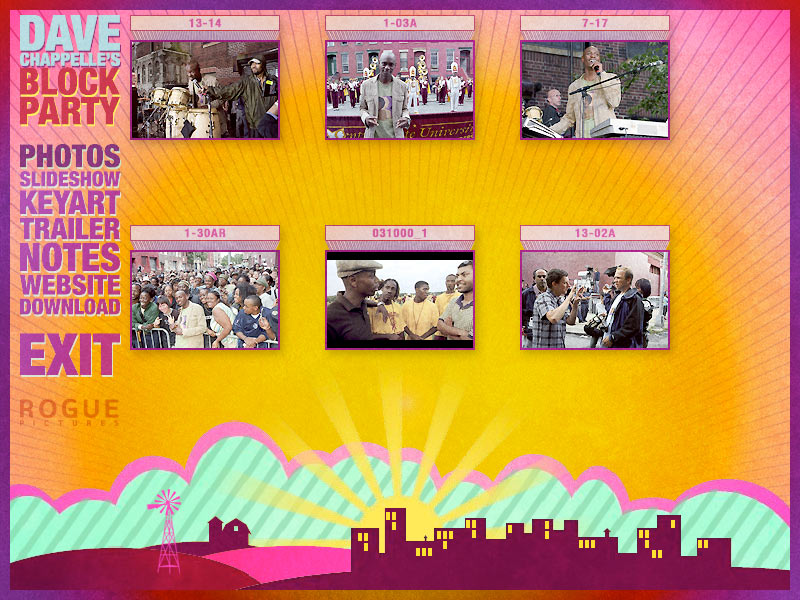 DAVE
CHAPPELLE'S
BLOCK
PARTY
PHOTOS
SLIDESHOW
KEYART
TRAILER
NOTES
WEBSITE
DOWNLOAD
EXIT
ROGUE
PICTURES
13-14
1-03A
7-17
1-30AR
031000_1
13-02A
Universi